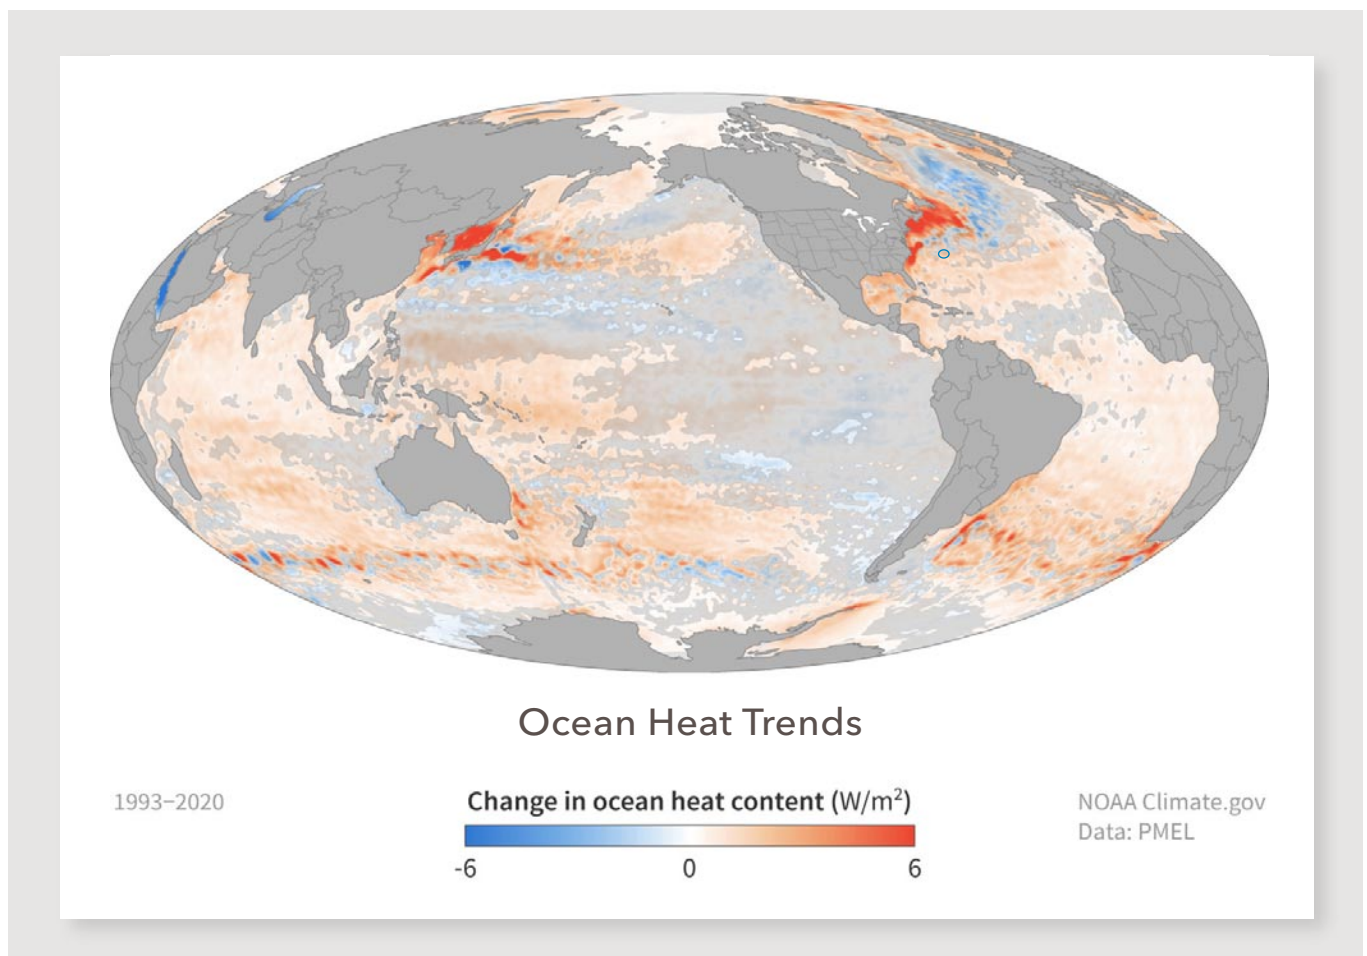 Ocean Heat Trends
1993–2020
Change in ocean heat content (W/m²)
-6
0
6
NOAA Climate.gov
Data: PMEL